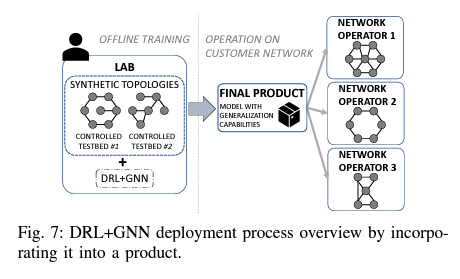 OFFLINE TRAINING
OPERATION ON
CUSTOMER NETWORK
LAB
SYNTHETIC TOPOLOGIES
CONTROLLED
TESTBED #1
CONTROLLED
TESTBED #2
+
DRL+GNN
FINAL PRODUCT
MODEL WITH
GENERALIZATION
CAPABILITIES
NETWORK
OPERATOR 1
NETWORK
OPERATOR 2
NETWORK
OPERATOR 3
Fig. 7: DRL+GNN deployment process overview by incorpo-
rating it into a product.